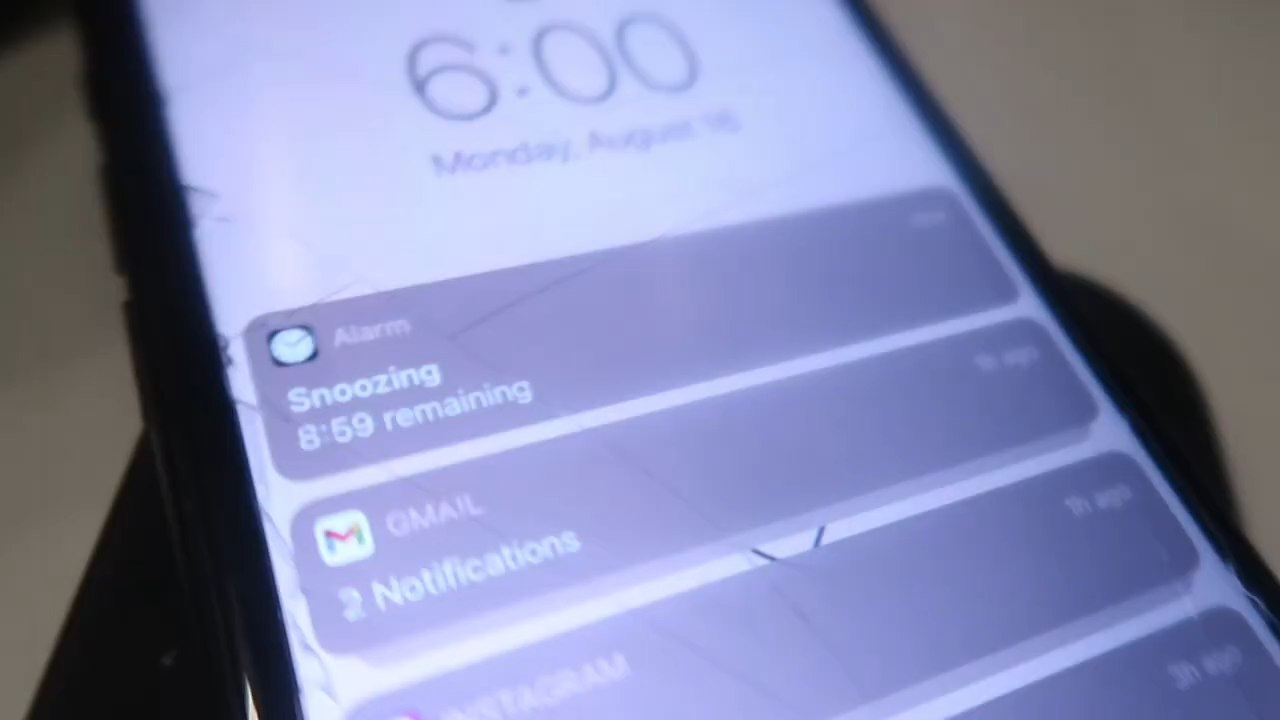 6:00
Monday, August 16
Alarm
Snoozing
8:59 remaining
1h ago
GMAIL
2 Notifications
1h ago
INSTAGRAM
3h ago